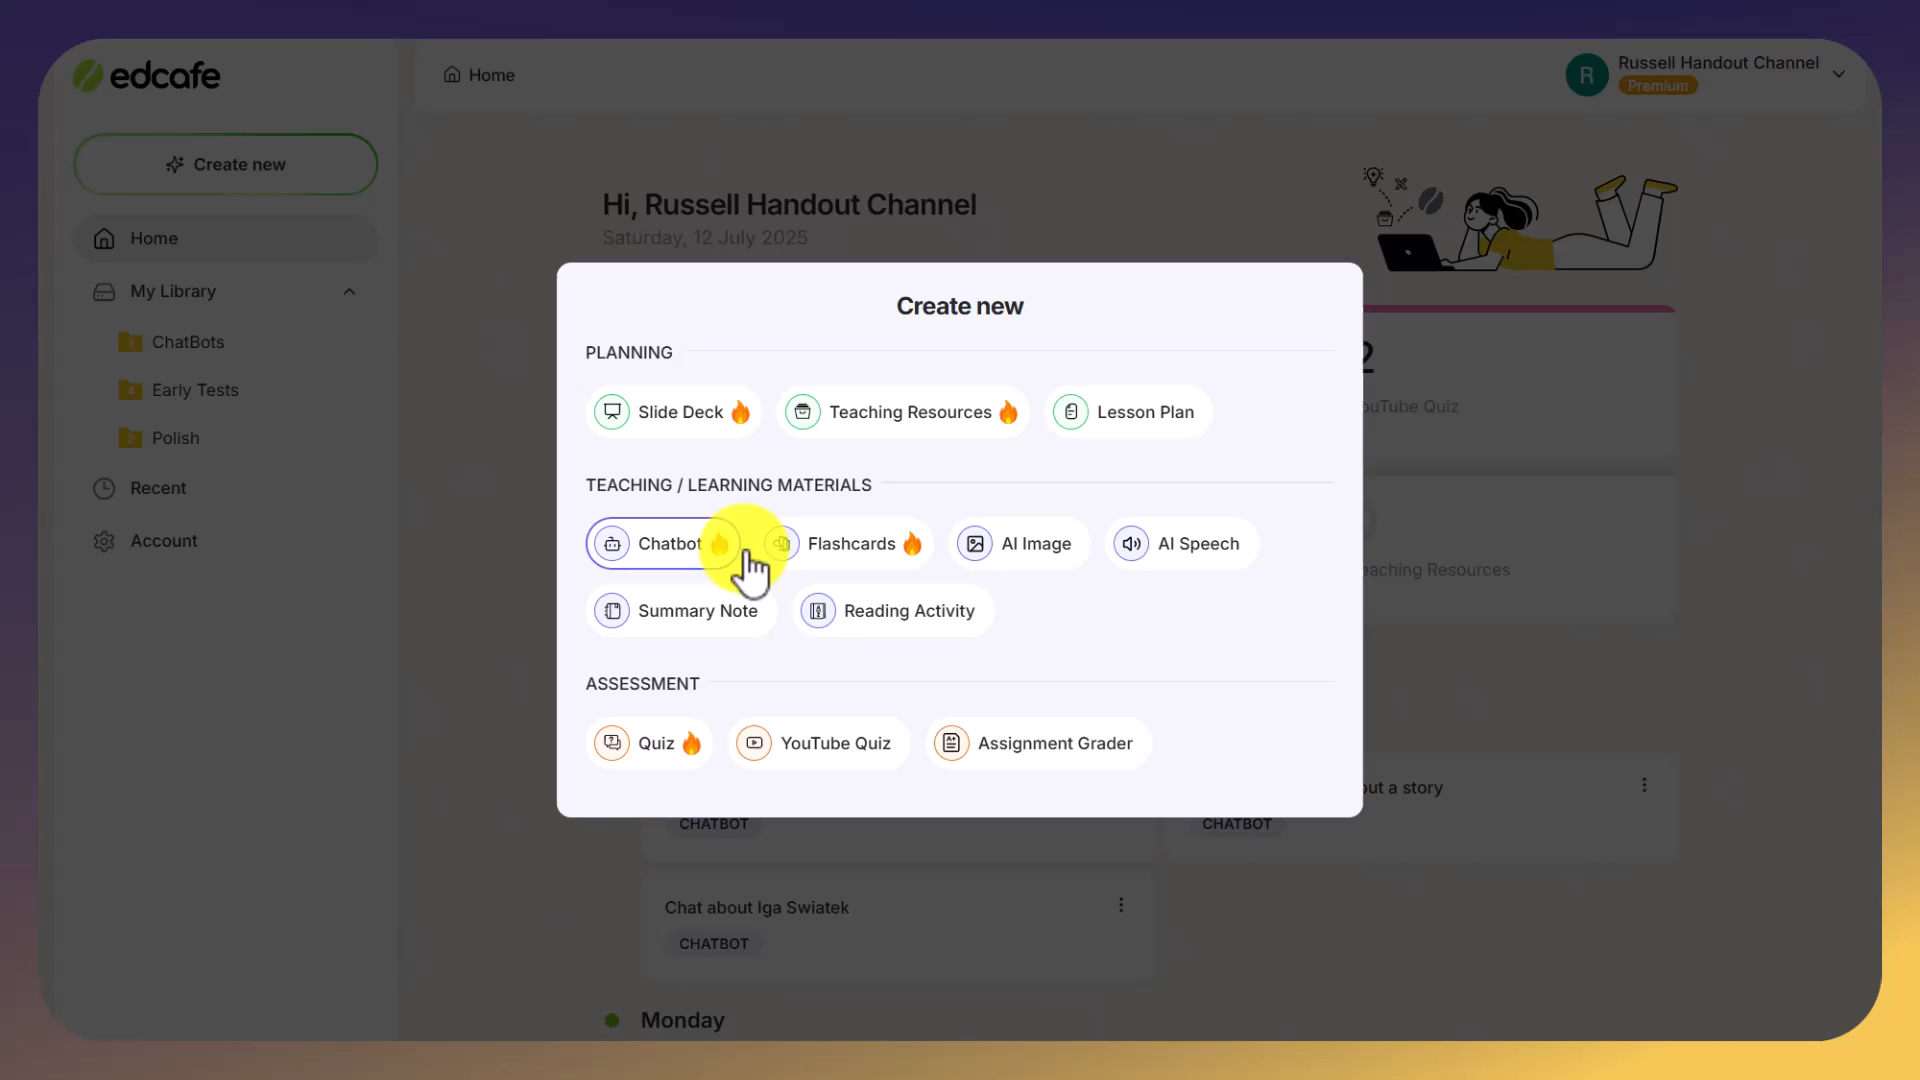 edcafe
Home
R
Russell Handout Channel
Premium
Create new
Hi, Russell Handout Channel
Saturday, 12 July 2025
Home
My Library
ChatBots
Early Tests
Polish
Recent
Account
Create new
PLANNING
Slide Deck
Teaching Resources
Lesson Plan
TEACHING / LEARNING MATERIALS
Chatbot
Flashcards
AI Image
AI Speech
Summary Note
Reading Activity
ASSESSMENT
Quiz
YouTube Quiz
Assignment Grader
2
Quiz
Resources
a story
CHATBOT
CHATBOT
Chat about Iga Swiatek
CHATBOT
Monday